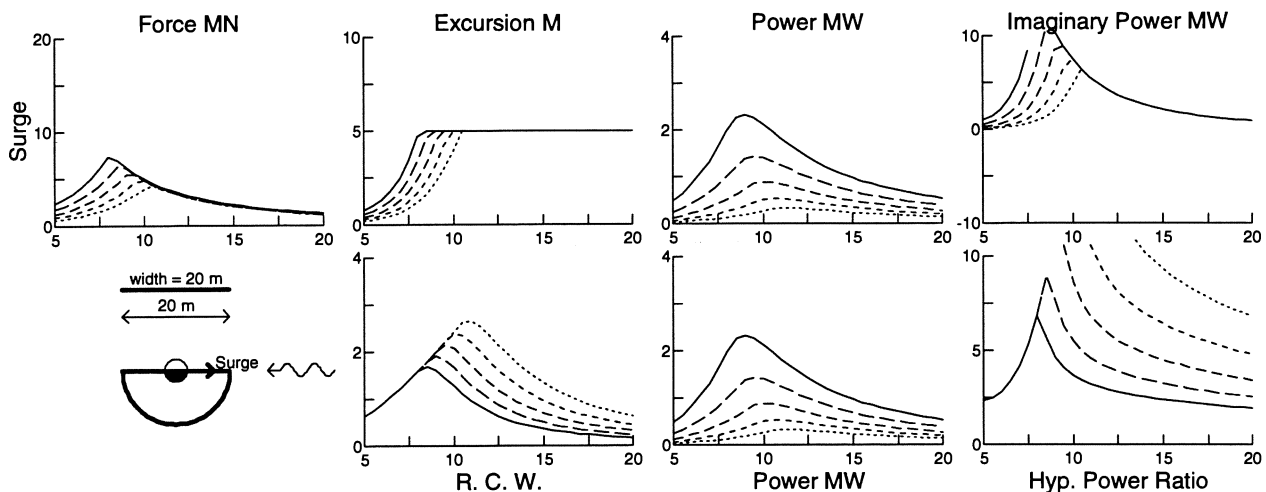 Force MN
Excursion M
Power MW
Imaginary Power MW
Surge
20
10
0
5 10 15 20
10
5
0
5 10 15 20
4
2
0
5 10 15 20
10
0
-10
5 10 15 20
width = 20 m
20 m
Surge
4
2
0
5 10 15 20
R. C. W.
4
2
0
5 10 15 20
Power MW
10
5
0
5 10 15 20
Hyp. Power Ratio